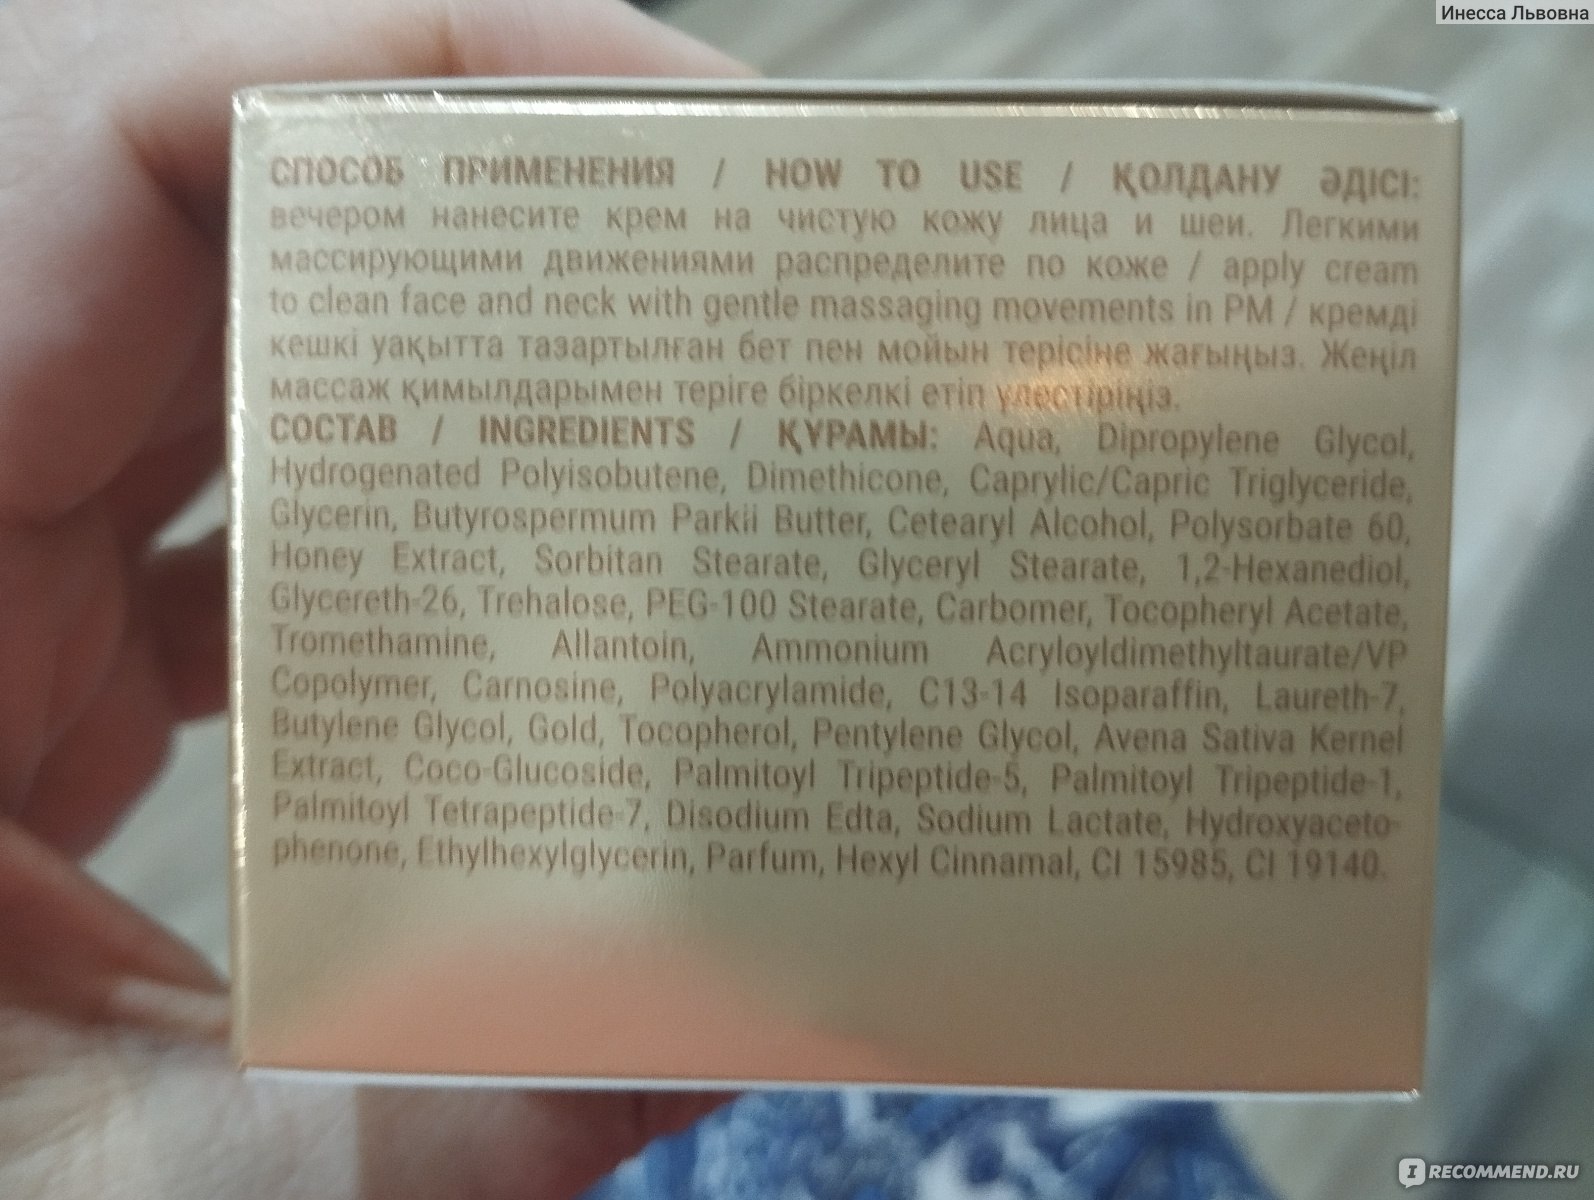 Инесса Львовна
СПОСОБ ПРИМЕНЕНИЯ / HOW TO USE / ҚОЛДАНУ ӘДІСІ:
вечером нанесите крем на чистую кожу лица и шеи. Легкими
массирующими движениями распределите по коже / apply cream
to clean face and neck with gentle massaging movements in PM / кремді
кешкі уақытта тазартылған бет пен мойын терісіне жағыңыз. Жеңіл
массаж қимылдарымен теріге біркелкі етіп үлестіріңіз.
СОСТАВ / INGREDIENTS / ҚҰРАМЫ: Aqua, Dipropylene Glycol,
Hydrogenated Polyisobutene, Dimethicone, Caprylic/Capric Triglyceride,
Glycerin, Butyrospermum Parkii Butter, Cetearyl Alcohol, Polysorbate 60,
Honey Extract, Sorbitan Stearate, Glyceryl Stearate, 1,2-Hexanediol,
Glycereth-26, Trehalose, PEG-100 Stearate, Carbomer, Tocopheryl Acetate,
Tromethamine, Allantoin, Ammonium Acryloyldimethyltaurate/VP
Copolymer, Carnosine, Polyacrylamide, C13-14 Isoparaffin, Laureth-7,
Butylene Glycol, Gold, Tocopherol, Pentylene Glycol, Avena Sativa Kernel
Extract, Coco-Glucoside, Palmitoyl Tripeptide-5, Palmitoyl Tripeptide-1,
Palmitoyl Tetrapeptide-7, Disodium Edta, Sodium Lactate, Hydroxyaceto-
phenone, Ethylhexylglycerin, Parfum, Hexyl Cinnamal, CI 15985, CI 19140.
IRECOMMEND.RU